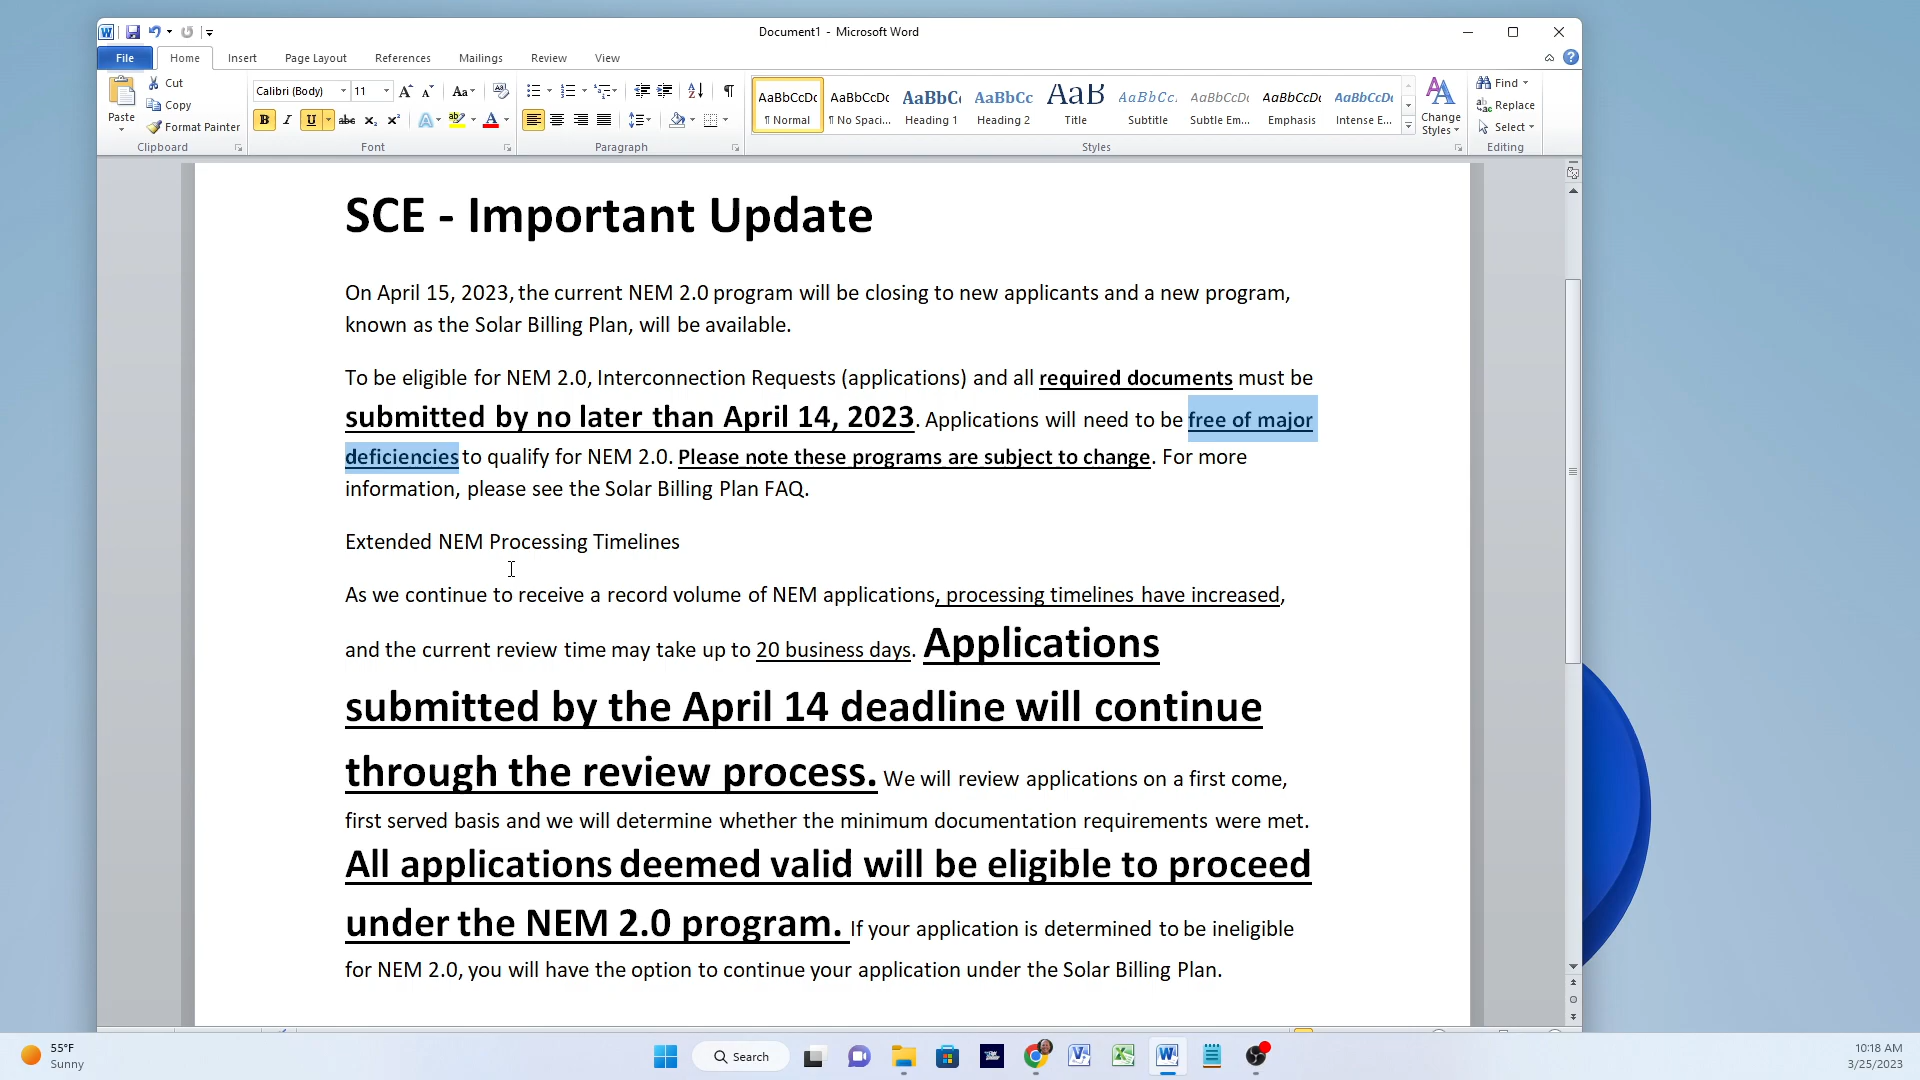 Document1 - Microsoft Word
File Home Insert Page Layout References Mailings Review View
Paste Cut Copy Format Painter
Calibri (Body) 11
AaBbCcDc AaBbCcDc AaBbC AaBbCc AaB AaBbCc. AaBbCcDc AaBbCcDc AaBbCcDc
¶ Normal ¶ No Spaci... Heading 1 Heading 2 Title Subtitle Subtle Em... Emphasis Intense E...
Change Styles
Find Replace Select
Clipboard Font Paragraph Styles Editing
SCE - Important Update
On April 15, 2023, the current NEM 2.0 program will be closing to new applicants and a new program,
known as the Solar Billing Plan, will be available.
To be eligible for NEM 2.0, Interconnection Requests (applications) and all required documents must be
submitted by no later than April 14, 2023. Applications will need to be free of major
deficiencies to qualify for NEM 2.0. Please note these programs are subject to change. For more
information, please see the Solar Billing Plan FAQ.
Extended NEM Processing Timelines
As we continue to receive a record volume of NEM applications, processing timelines have increased,
and the current review time may take up to 20 business days. Applications
submitted by the April 14 deadline will continue
through the review process. We will review applications on a first come,
first served basis and we will determine whether the minimum documentation requirements were met.
All applications deemed valid will be eligible to proceed
under the NEM 2.0 program. If your application is determined to be ineligible
for NEM 2.0, you will have the option to continue your application under the Solar Billing Plan.
55°F
Sunny
Search
10:18 AM
3/25/2023